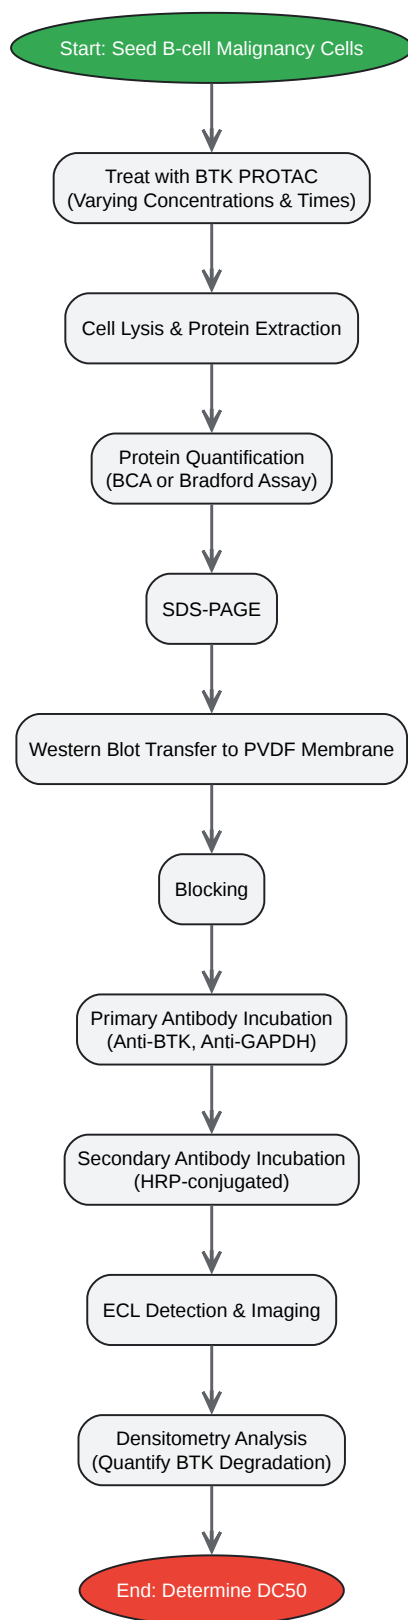 Start: Seed B-cell Malignancy Cells
Treat with BTK PROTAC
(Varying Concentrations & Times)
Cell Lysis & Protein Extraction
Protein Quantification
(BCA or Bradford Assay)
SDS-PAGE
Western Blot Transfer to PVDF Membrane
Blocking
Primary Antibody Incubation
(Anti-BTK, Anti-GAPDH)
Secondary Antibody Incubation
(HRP-conjugated)
ECL Detection & Imaging
Densitometry Analysis
(Quantify BTK Degradation)
End: Determine DC50